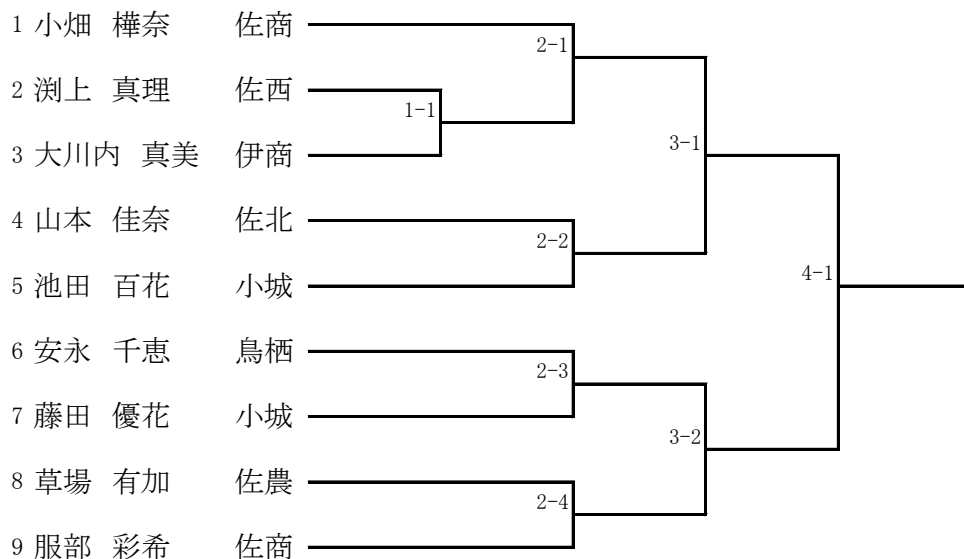 1 小畑 樺奈 佐商
2 渕上 真理 佐西
3 大川内 真美 伊商
4 山本 佳奈 佐北
5 池田 百花 小城
6 安永 千恵 鳥栖
7 藤田 優花 小城
8 草場 有加 佐農
9 服部 彩希 佐商
1-1
2-1
2-2
2-3
2-4
3-1
3-2
4-1